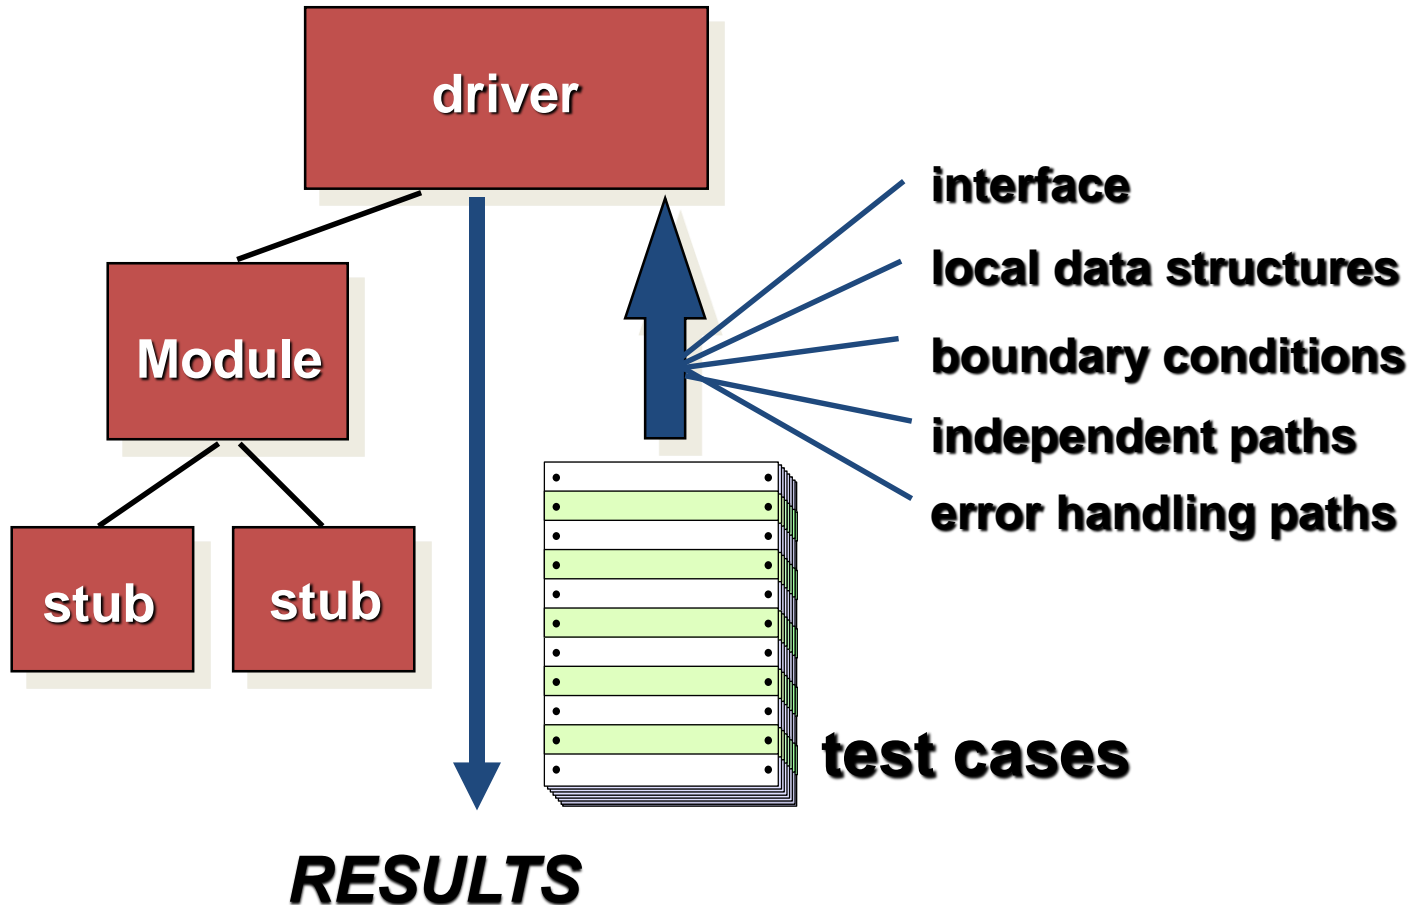 driver
interface
local data structures
Module
boundary conditions
independent paths
error handling paths
stub
stub
test cases
RESULTS